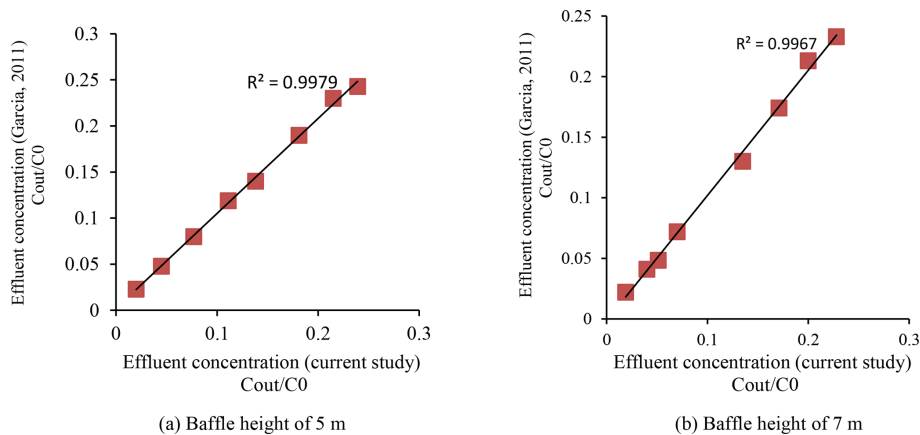 Effluent concentration (Garcia, 2011)
Cout/C0
0.3
0.25
0.2
0.15
0.1
0.05
0
R² = 0.9979
0
0.1
0.2
0.3
Effluent concentration (current study)
Cout/C0
(a) Baffle height of 5 m
Effluent concentration (Garcia, 2011)
Cout/C0
0.25
0.2
0.15
0.1
0.05
0
R² = 0.9967
0
0.1
0.2
0.3
Effluent concentration (current study)
Cout/C0
(b) Baffle height of 7 m